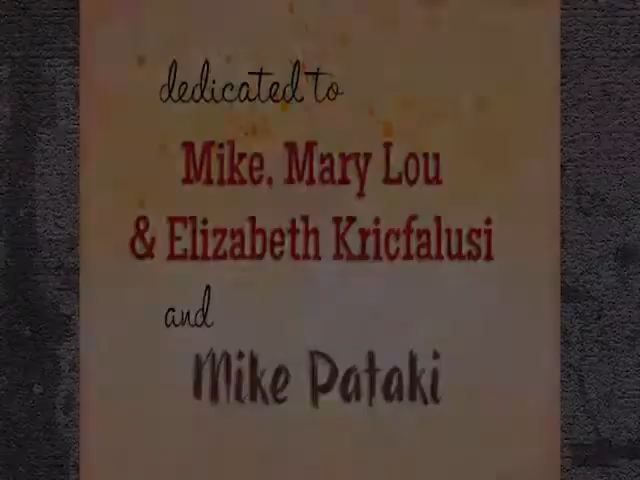 dedicated to
Mike, Mary Lou
& Elizabeth Kricfalusi
and
Mike Pataki